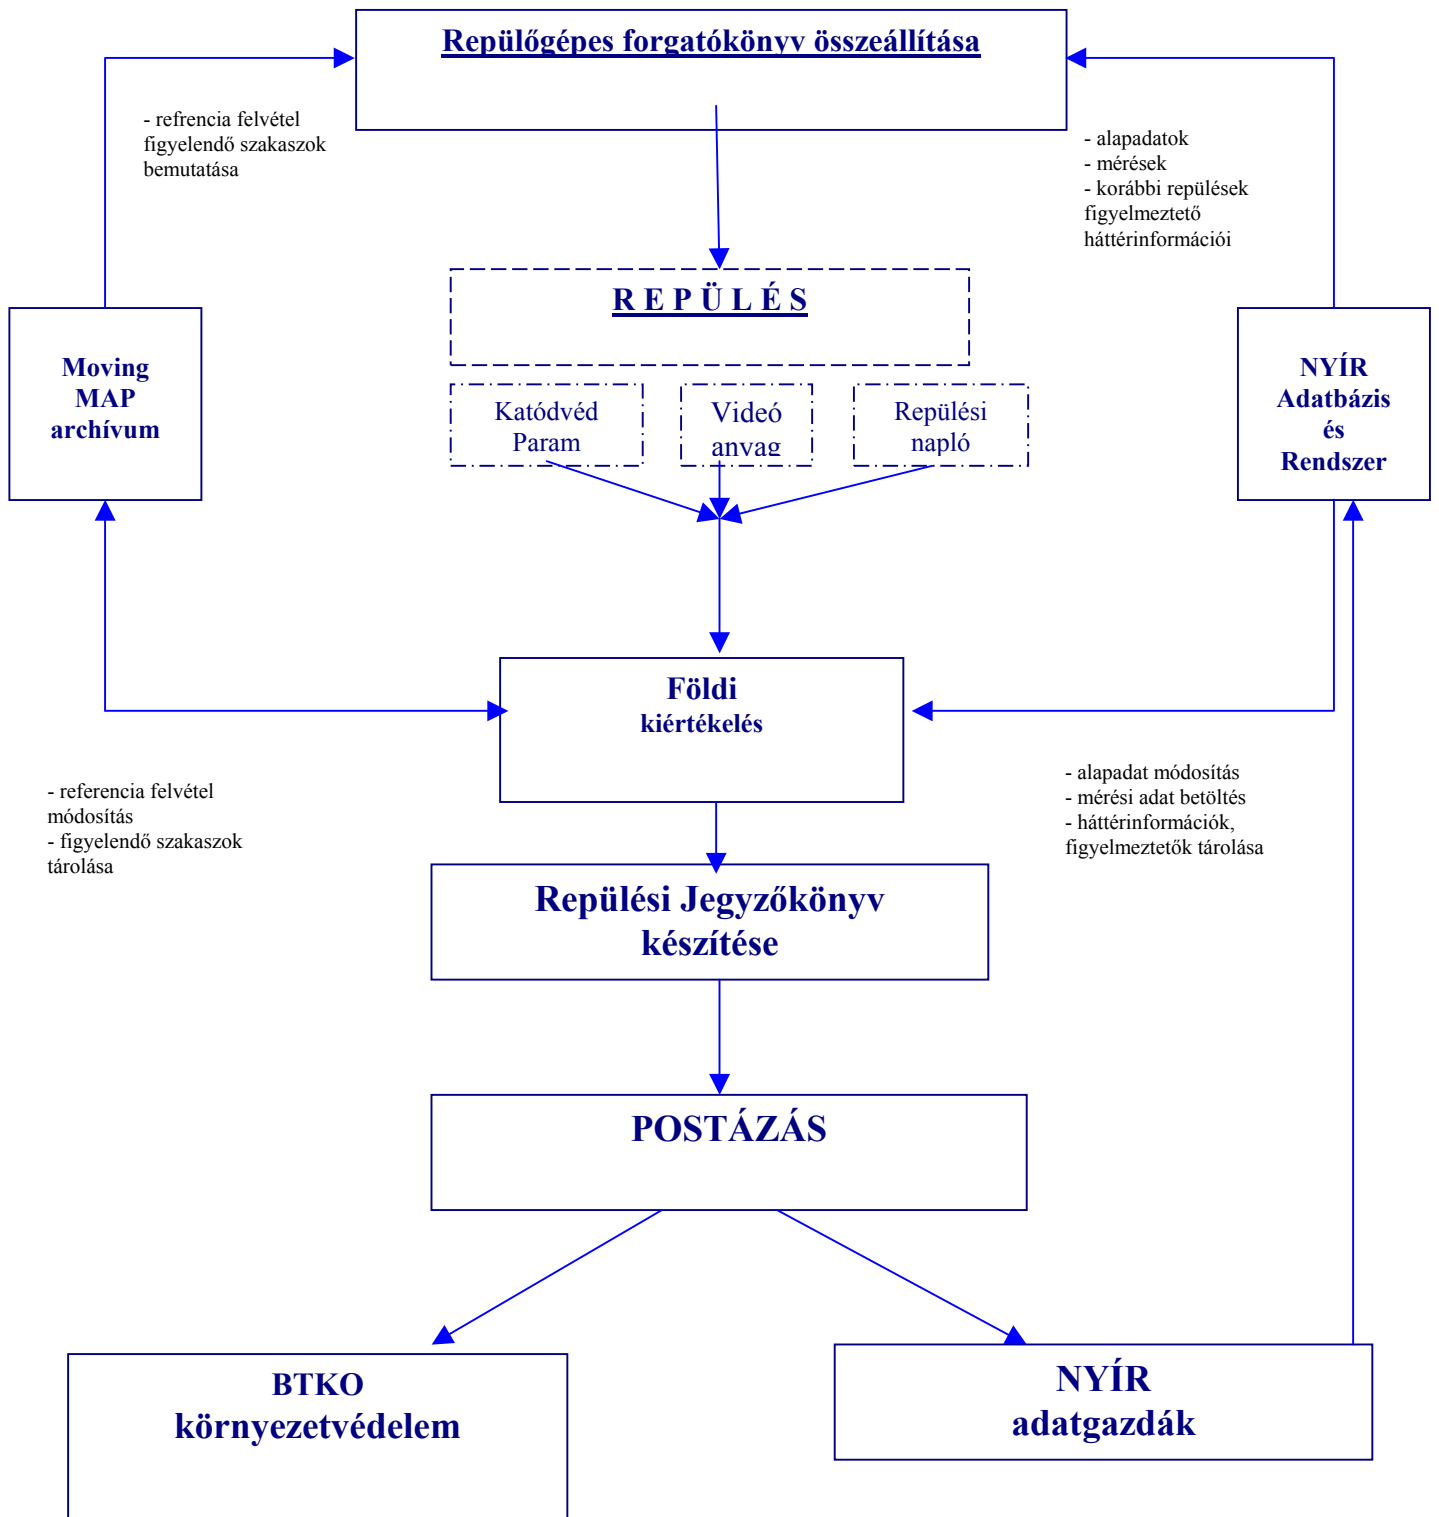 Repülőgépes forgatókönyv összeállítása
- refrencia felvétel
figyelendő szakaszok
bemutatása
- alapadatok
- mérések
- korábbi repülések
figyelmeztető
háttérinformációi
R E P Ü L É S
Moving
MAP
archívum
NYÍR
Adatbázis
és
Rendszer
Katódvéd
Param
Videó
anyag
Repülési
napló
Földi
kiértékelés
- referencia felvétel
módosítás
- figyelendő szakaszok
tárolása
- alapadat módosítás
- mérési adat betöltés
- háttérinformációk,
figyelmeztetők tárolása
Repülési Jegyzőkönyv
készítése
POSTÁZÁS
BTKO
környezetvédelem
NYÍR
adatgazdák